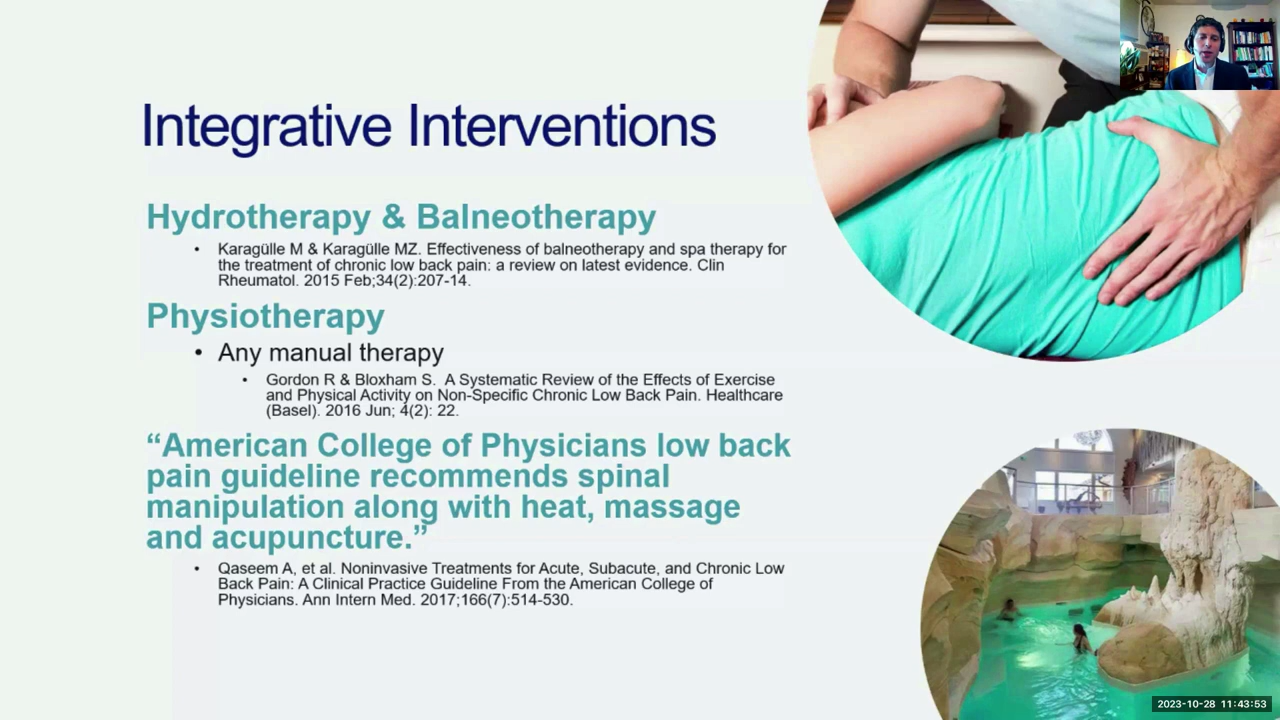 Integrative Interventions
Hydrotherapy & Balneotherapy
• Karagülle M & Karagülle MZ. Effectiveness of balneotherapy and spa therapy for
the treatment of chronic low back pain: a review on latest evidence. Clin
Rheumatol. 2015 Feb;34(2):207-14.
Physiotherapy
• Any manual therapy
• Gordon R & Bloxham S.  A Systematic Review of the Effects of Exercise
and Physical Activity on Non-Specific Chronic Low Back Pain. Healthcare
(Basel). 2016 Jun; 4(2): 22.
“American College of Physicians low back
pain guideline recommends spinal
manipulation along with heat, massage
and acupuncture.”
• Qaseem A, et al. Noninvasive Treatments for Acute, Subacute, and Chronic Low
Back Pain: A Clinical Practice Guideline From the American College of
Physicians. Ann Intern Med. 2017;166(7):514-530.
2023-10-28 11:43:53